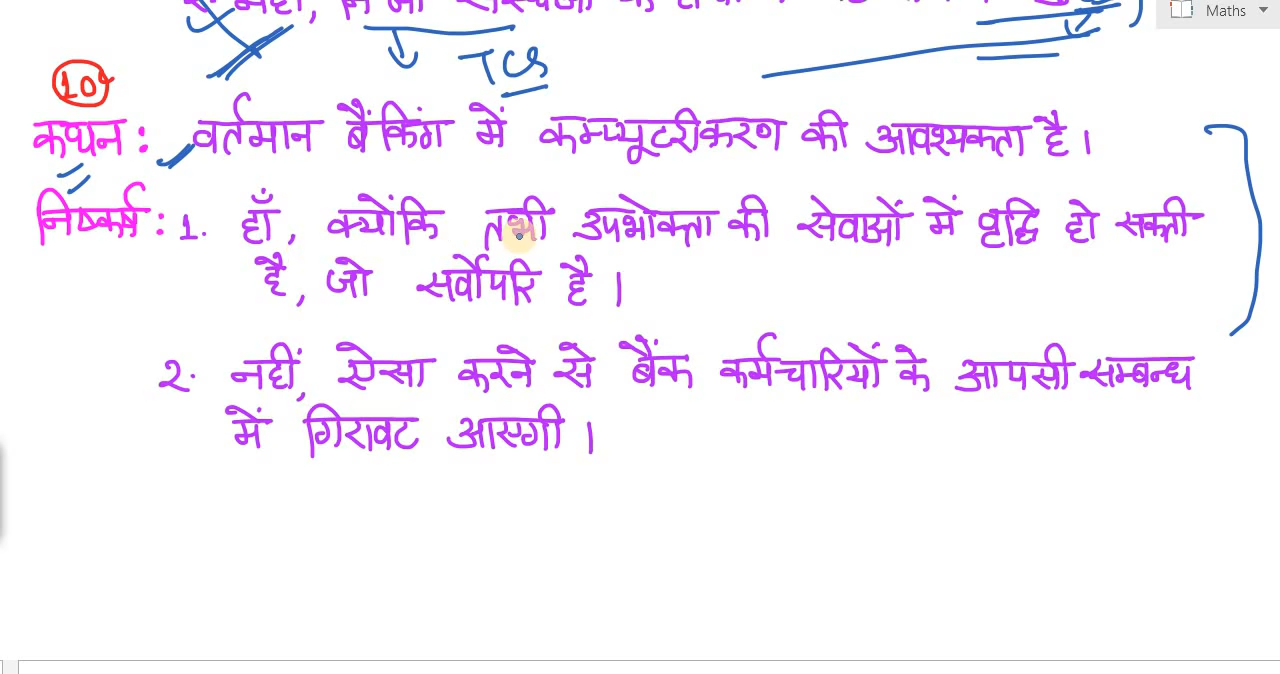 Maths
TCS
10
कथन: वर्तमान बैंकिंग में कम्प्यूटरीकरण की आवश्यकता है।
निष्कर्ष: 1. हाँ, क्योंकि तभी उपभोक्ता की सेवाओं में वृद्धि हो सकती
है, जो सर्वोपरि है।
2. नहीं, ऐसा करने से बैंक कर्मचारियों के आपसी सम्बन्ध
में गिरावट आएगी।